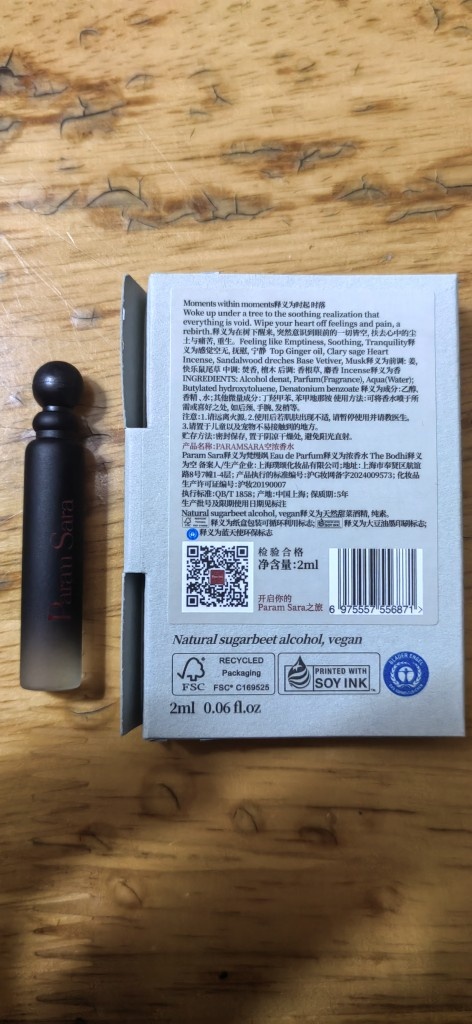 Param Sara
Moments within moments释义为时起 时落
Woke up under a tree to the soothing realization that
everything is void. Wipe your heart off feelings and pain, a
rebirth.释义为在树下醒来, 突然意识到眼前的一切皆空, 扶去心中的尘
土与痛苦, 重生。Feeling like Emptiness, Soothing, Tranquility释
义为感觉空无, 抚慰, 宁静 Top Ginger oil, Clary sage Heart
Incense, Sandalwood dreches Base Vetiver, Musk释义为前调: 姜,
快乐鼠尾草 中调: 焚香, 檀木 后调: 香根草, 麝香 Incense释义为香
INGREDIENTS: Alcohol denat, Parfum(Fragrance), Aqua(Water);
Butylated hydroxytoluene, Denatonium benzoate 释义为成分:乙醇,
香精, 水; 其他微量成分: 丁羟甲苯, 苯甲地那铵 使用方法: 可将香水喷于所
需或喜好之处, 如后颈, 手腕, 发梢等.
注意: 1.请远离火源, 2.使用后若肌肤出现不适, 请暂停使用并请教医生,
3.请置于儿童以及宠物不易接触到的地方.
贮存方法:密封保存, 置于阴凉干燥处, 避免阳光直射.
产品名称: PARAMSARA空浓香水
Param Sara释义为梵悯飒 Eau de Parfum释义为浓香水 The Bodhi释义
为空 备案人/生产企业: 上海璞颂化妆品有限公司;地址: 上海市奉贤区航谊
路8号7幢1-4层; 产品执行的标准编号: 沪G妆网备字2024009573; 化妆品
生产许可证编号: 沪妆20190007
执行标准: QB/T 1858; 产地: 中国上海; 保质期: 5年
生产批号及限期使用日期见标注
Natural sugarbeet alcohol, vegan释义为天然甜菜酒精, 纯素.
释义为纸盒包装可循环利用标志; 释义为大豆油墨印刷标志;
释义为蓝天使环保标志
检验合格
净含量:2ml
开启你的
Param Sara之旅
6 975557 556871 >
Natural sugarbeet alcohol, vegan
FSC
RECYCLED
Packaging
FSC® C169525
PRINTED WITH
SOY INK™
BLAUER ENGEL
2ml 0.06 fl.oz